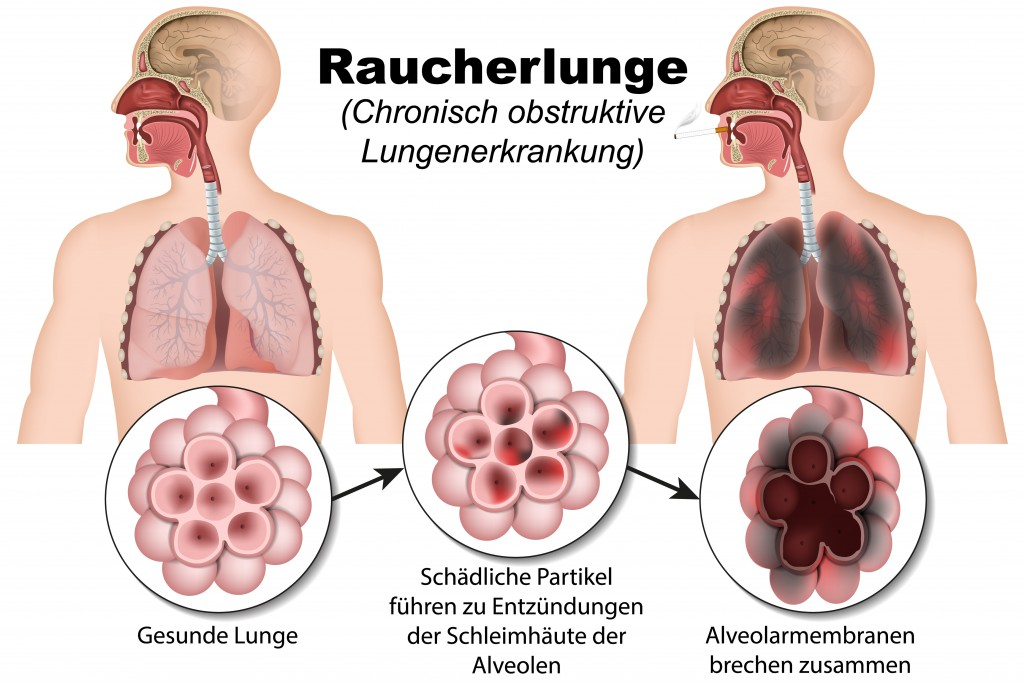 Raucherlunge
(Chronisch obstruktive
Lungenerkrankung)
Gesunde Lunge
Schädliche Partikel
führen zu Entzündungen
der Schleimhäute der
Alveolen
Alveolarmembranen
brechen zusammen